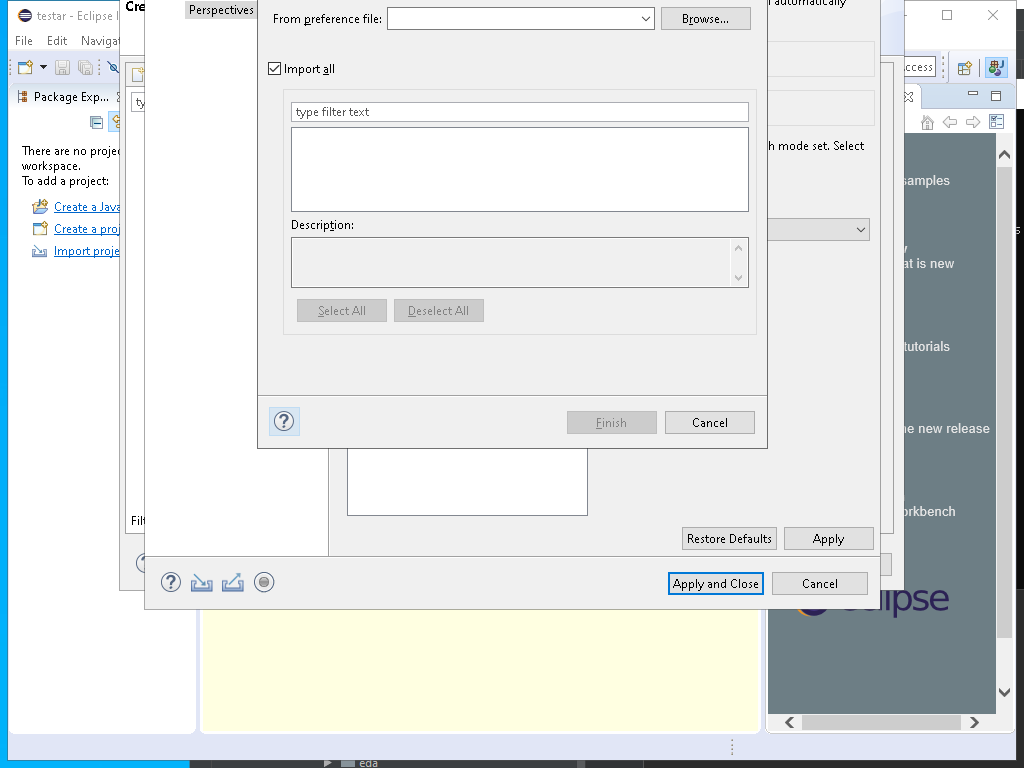 testar - Eclipse I
Cre
Perspectives
automatically
From preference file:
Browse...
File Edit Navigat
Import all
Package Exp...
ty
type filter text
There are no projec
workspace.
To add a project:
h mode set. Select
Create a Java
samples
Create a proj
Description:
Import proje
at is new
Select All
Deselect All
tutorials
Finish
Cancel
ne new release
orkbench
Filt
Restore Defaults
Apply
Apply and Close
Cancel
eclipse
eda